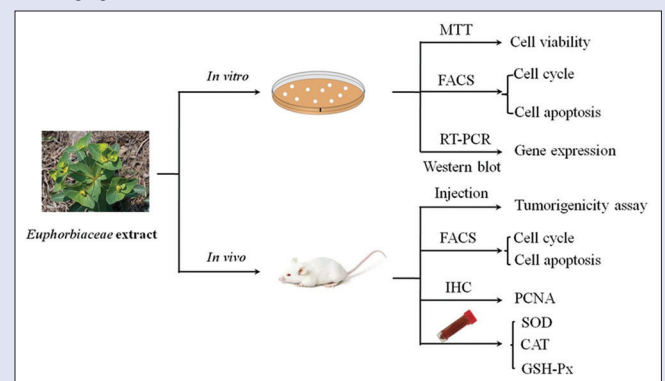 MTT
Cell viability
In vitro
FACS
Cell cycle
Cell apoptosis
RT-PCR
Western blot
Gene expression
Euphorbiaceae extract
Injection
Tumorigenicity assay
In vivo
FACS
Cell cycle
Cell apoptosis
IHC
PCNA
SOD
CAT
GSH-Px